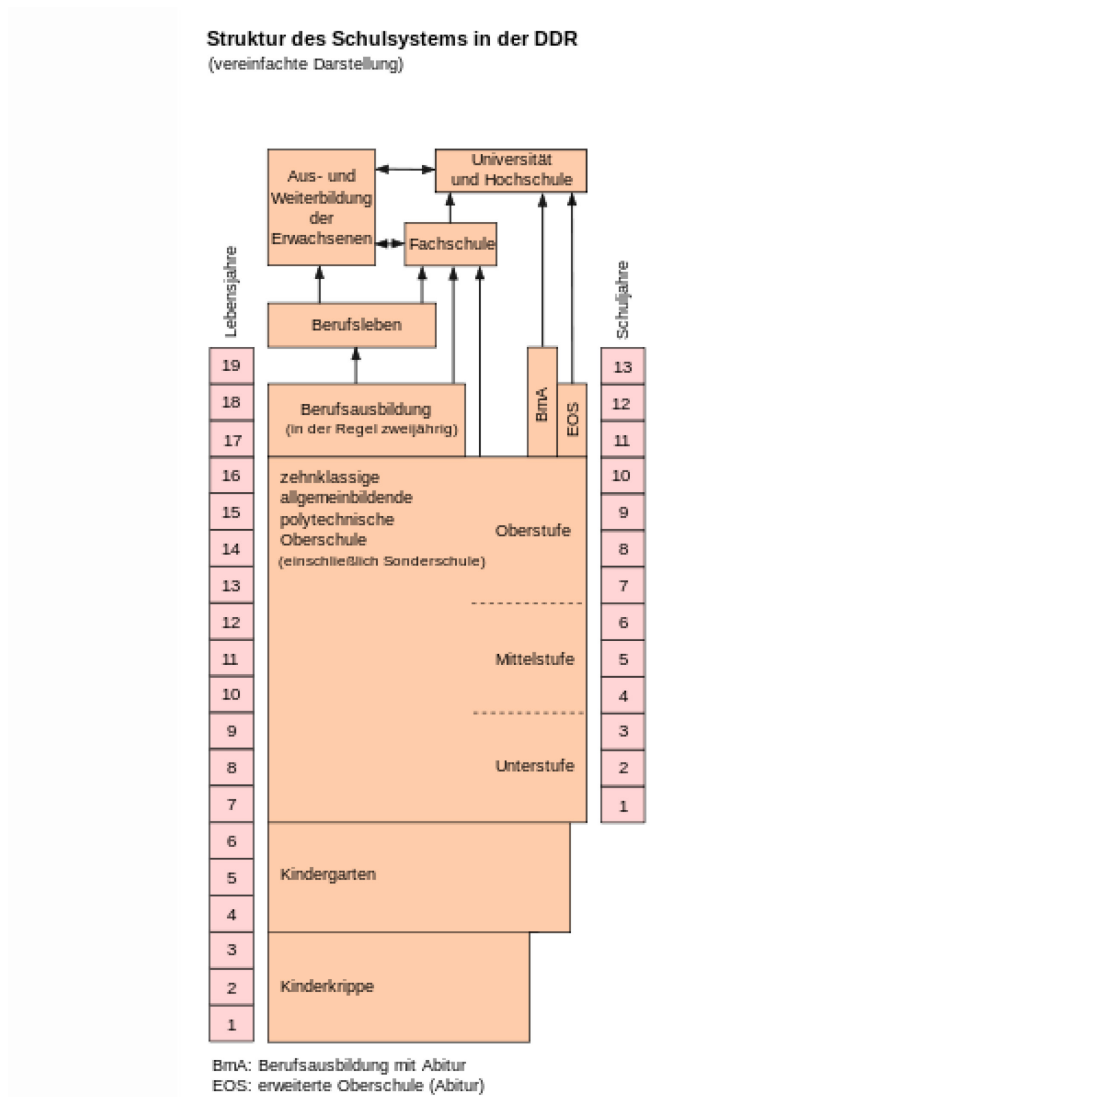 Struktur des Schulsystems in der DDR
(vereinfachte Darstellung)
Aus- und
Weiterbildung
der
Erwachsenen
Universität
und Hochschule
Fachschule
Berufsleben
Lebensjahre
Schuljahre
19
18
17
16
15
14
13
12
11
10
9
8
7
6
5
4
3
2
1
Berufsausbildung
(in der Regel zweijährig)
BmA
EOS
zehnklassige
allgemeinbildende
polytechnische
Oberschule
(einschließlich Sonderschule)
Oberstufe
Mittelstufe
Unterstufe
Kindergarten
Kinderkrippe
13
12
11
10
9
8
7
6
5
4
3
2
1
BmA: Berufsausbildung mit Abitur
EOS: erweiterte Oberschule (Abitur)